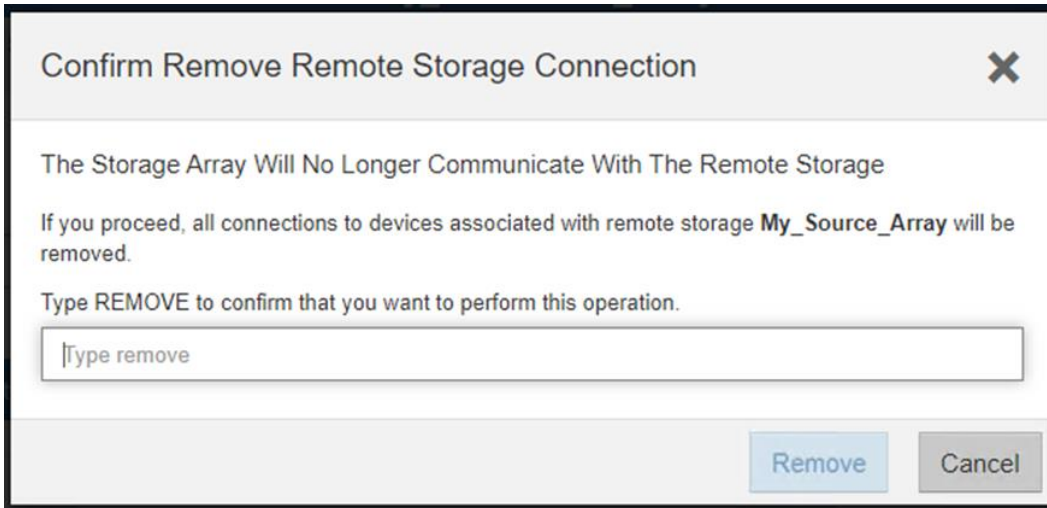 Confirm Remove Remote Storage Connection
The Storage Array Will No Longer Communicate With The Remote Storage
If you proceed, all connections to devices associated with remote storage My_Source_Array will be
removed.
Type REMOVE to confirm that you want to perform this operation.
Type remove
Remove Cancel